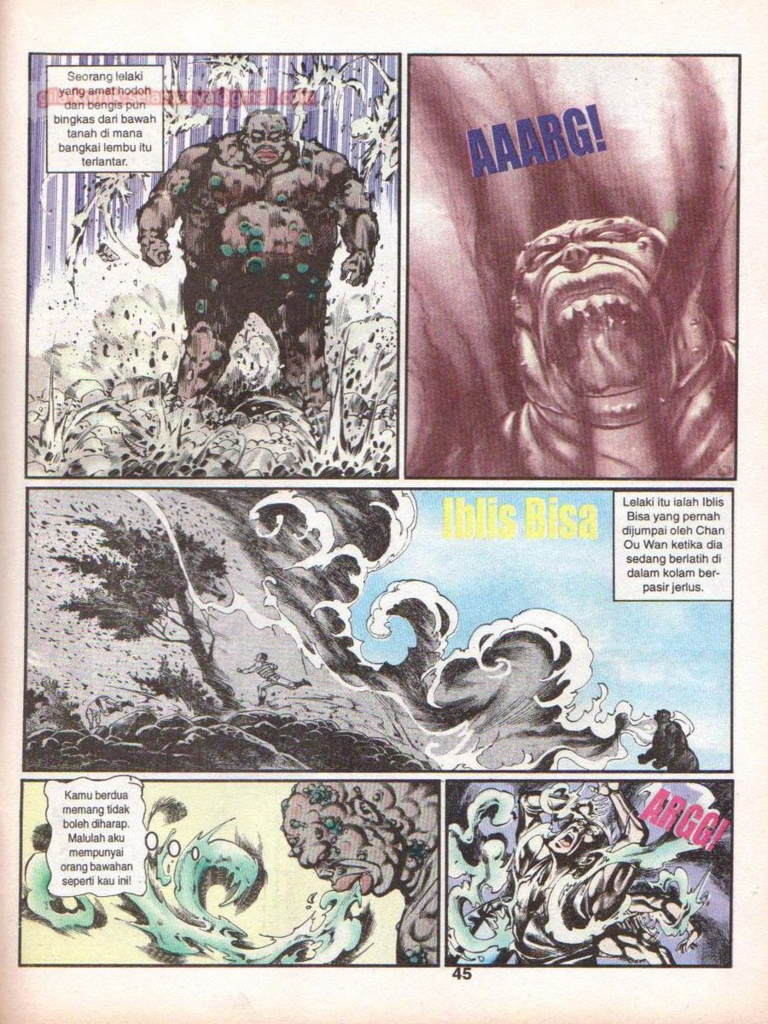 Seorang lelaki
yang amat hodoh
dan bengis pun
bingkas dari bawah
tanah di mana
bangkai lembu itu
terlantar.
AAARG!
Iblis Bisa
Lelaki itu ialah Iblis
Bisa yang pernah
dijumpai oleh Chan
Ou Wan ketika dia
sedang berlatih di
dalam kolam ber-
pasir jerlus.
Kamu berdua
memang tidak
boleh diharap.
Malulah aku
mempunyai
orang bawahan
seperti kau ini!
ARGG!
45